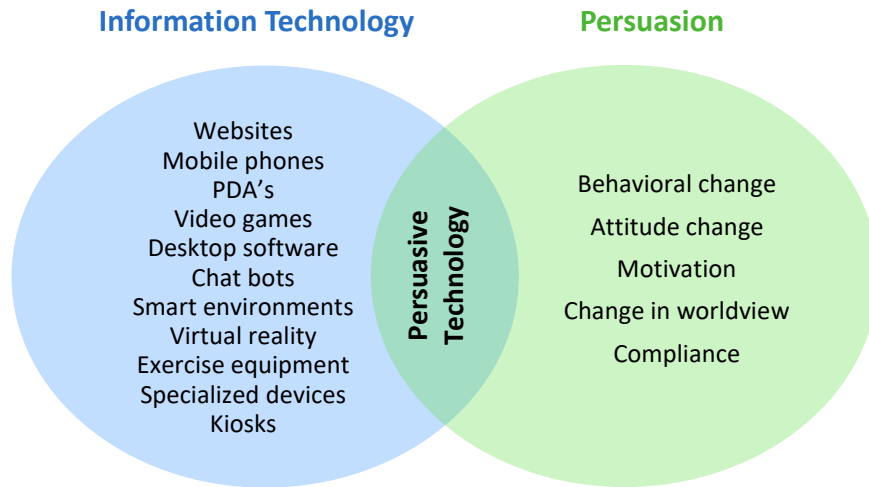 Information Technology
Persuasion
Websites
Mobile phones
PDA’s
Video games
Desktop software
Chat bots
Smart environments
Virtual reality
Exercise equipment
Specialized devices
Kiosks
Persuasive
Technology
Behavioral change
Attitude change
Motivation
Change in worldview
Compliance